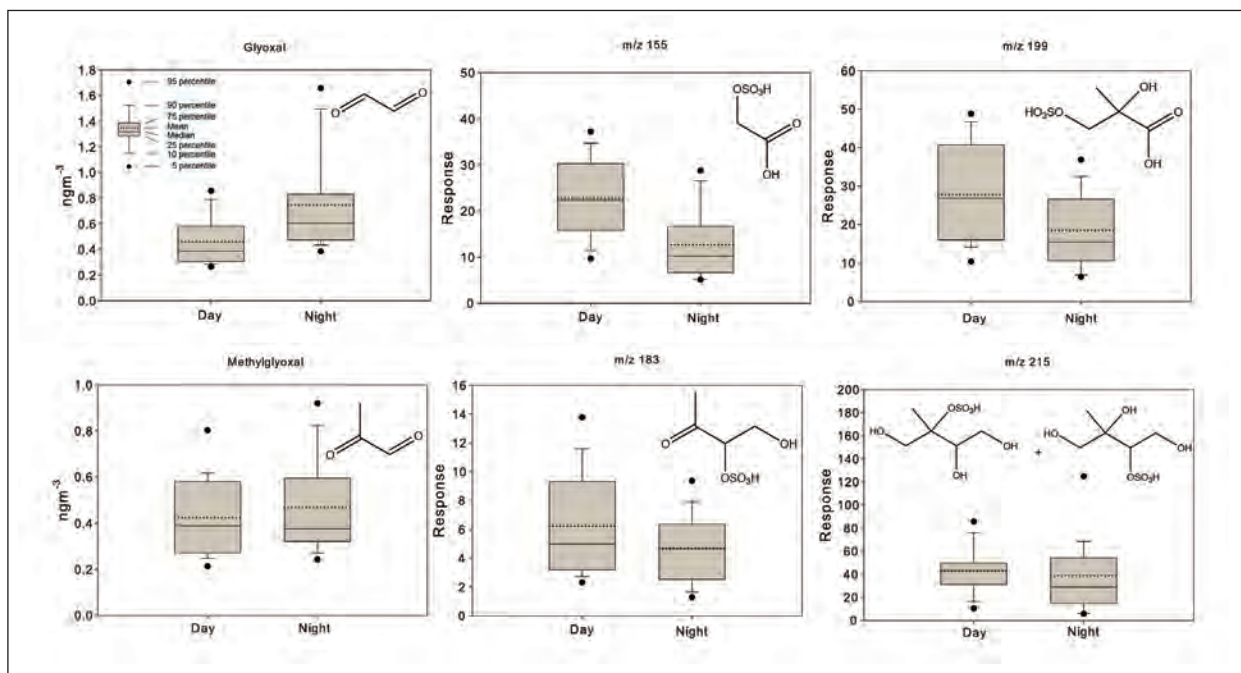 Glyoxal
1.8
1.6
1.4
1.2
1.0
0.8
0.6
0.4
0.2
0.0
ngm⁻³
95 percentile
90 percentile
75 percentile
Mean
Median
25 percentile
10 percentile
5 percentile
O
O
Day
Night
m/z 155
50
40
30
20
10
0
Response
OSO₃H
O
OH
Day
Night
m/z 199
60
50
40
30
20
10
0
Response
OH
HO₃SO
O
OH
Day
Night
Methylglyoxal
1.0
0.8
0.6
0.4
0.2
0.0
ngm⁻³
O
O
Day
Night
m/z 183
16
14
12
10
8
6
4
2
0
Response
O
OH
OSO₃H
Day
Night
m/z 215
200
180
160
140
120
100
80
60
40
20
0
Response
OSO₃H
HO
OH
OH
+
OH
HO
OH
OSO₃H
Day
Night